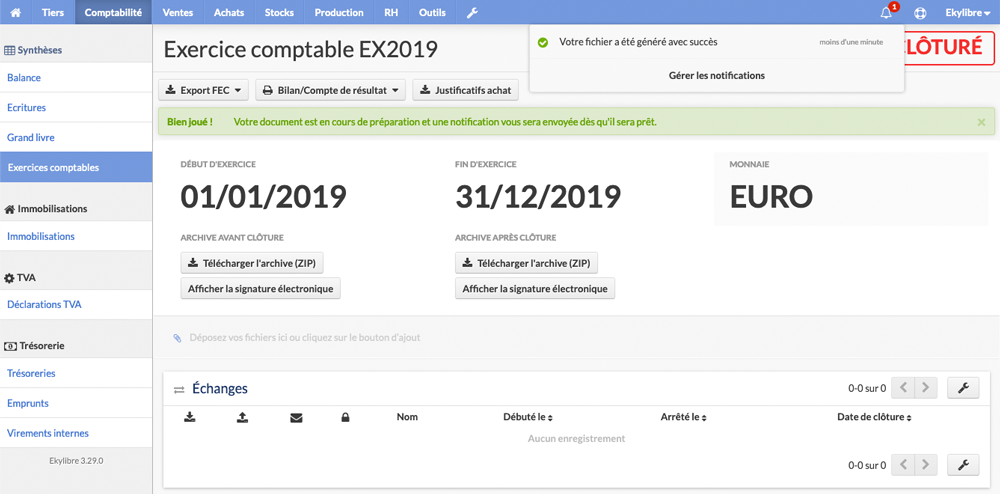 Tiers Comptabilité Ventes Achats Stocks Production RH Outils 1 Ekylibre
Synthèses
Balance
Ecritures
Grand livre
Exercices comptables
Immobilisations
Immobilisations
TVA
Déclarations TVA
Trésorerie
Trésoreries
Emprunts
Virements internes
Ekylibre 3.29.0
Exercice comptable EX2019
LÔTURÉ
Votre fichier a été généré avec succès moins d'une minute
Gérer les notifications
Export FEC Bilan/Compte de résultat Justificatifs achat
Bien joué ! Votre document est en cours de préparation et une notification vous sera envoyée dès qu'il sera prêt. ×
DÉBUT D'EXERCICE FIN D'EXERCICE MONNAIE
01/01/2019 31/12/2019 EURO
ARCHIVE AVANT CLÔTURE ARCHIVE APRÈS CLÔTURE
Télécharger l'archive (ZIP) Télécharger l'archive (ZIP)
Afficher la signature électronique Afficher la signature électronique
Déposez vos fichiers ici ou cliquez sur le bouton d'ajout
Échanges 0-0 sur 0
Nom Débuté le Arrêté le Date de clôture
Aucun enregistrement
0-0 sur 0